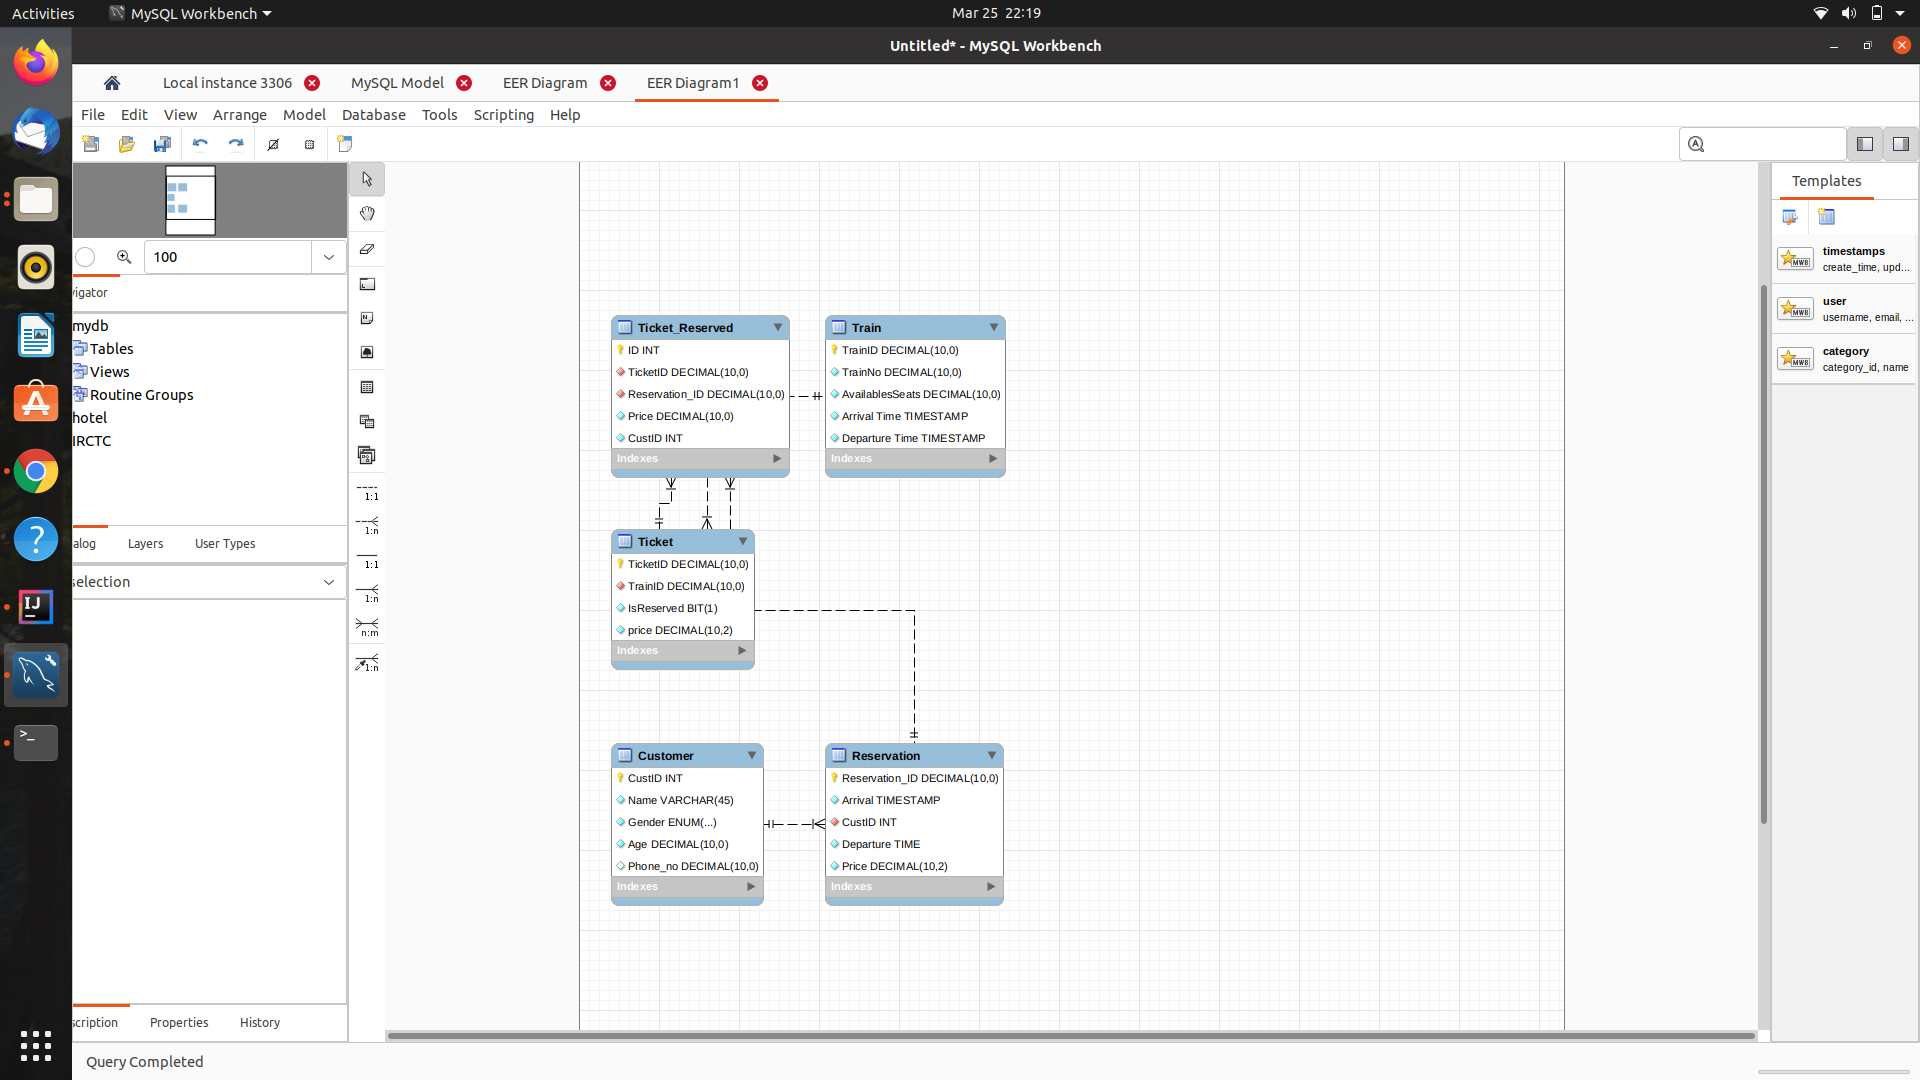 Activities
MySQL Workbench
Mar 25 22:19
Untitled* - MySQL Workbench
Local instance 3306
MySQL Model
EER Diagram
EER Diagram1
File
Edit
View
Arrange
Model
Database
Tools
Scripting
Help
100
vigator
mydb
Tables
Views
Routine Groups
hotel
IRCTC
alog
Layers
User Types
selection
scription
Properties
History
Query Completed
1:1
1:n
1:1
1:n
n:m
1:n
Ticket_Reserved
ID INT
TicketID DECIMAL(10,0)
Reservation_ID DECIMAL(10,0)
Price DECIMAL(10,0)
CustID INT
Indexes
Train
TrainID DECIMAL(10,0)
TrainNo DECIMAL(10,0)
AvailablesSeats DECIMAL(10,0)
Arrival Time TIMESTAMP
Departure Time TIMESTAMP
Indexes
Ticket
TicketID DECIMAL(10,0)
TrainID DECIMAL(10,0)
IsReserved BIT(1)
price DECIMAL(10,2)
Indexes
Customer
CustID INT
Name VARCHAR(45)
Gender ENUM(...)
Age DECIMAL(10,0)
Phone_no DECIMAL(10,0)
Indexes
Reservation
Reservation_ID DECIMAL(10,0)
Arrival TIMESTAMP
CustID INT
Departure TIME
Price DECIMAL(10,2)
Indexes
Templates
MWB
timestamps
create_time, upd...
MWB
user
username, email, ...
MWB
category
category_id, name
IJ